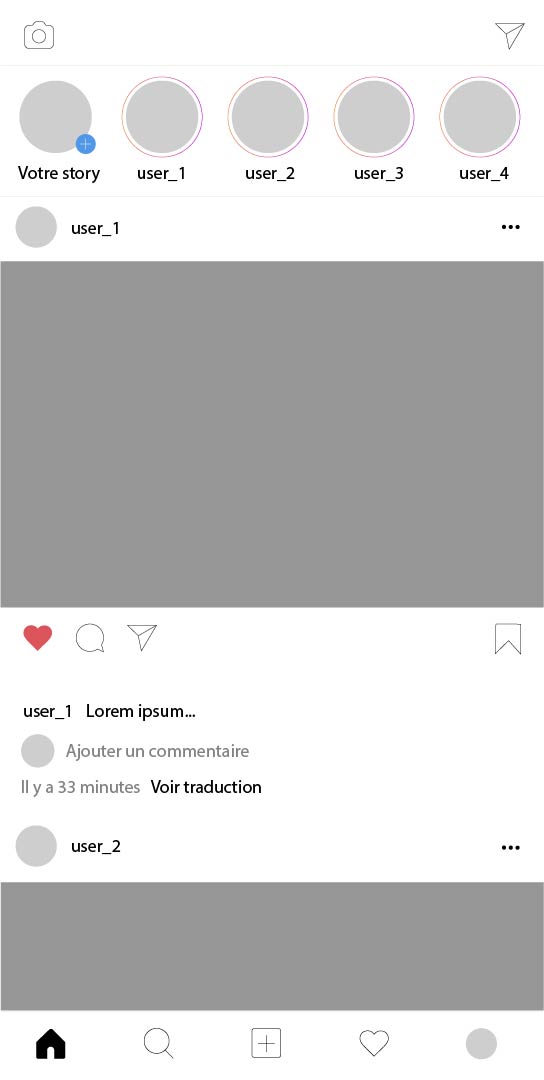 Votre story user_1 user_2 user_3 user_4
user_1
user_1 Lorem ipsum...
Ajouter un commentaire
Il y a 33 minutes Voir traduction
user_2